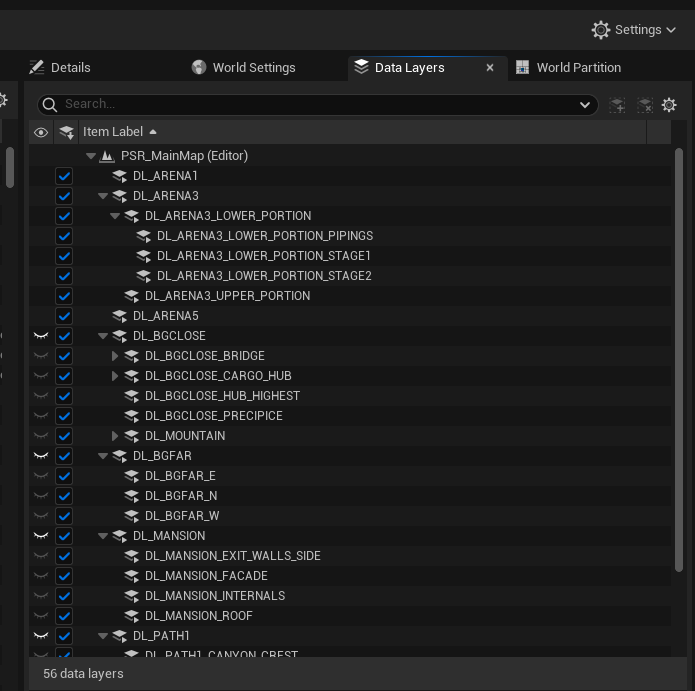 Settings
Details
World Settings
Data Layers
World Partition
Search...
Item Label
PSR_MainMap (Editor)
DL_ARENA1
DL_ARENA3
DL_ARENA3_LOWER_PORTION
DL_ARENA3_LOWER_PORTION_PIPINGS
DL_ARENA3_LOWER_PORTION_STAGE1
DL_ARENA3_LOWER_PORTION_STAGE2
DL_ARENA3_UPPER_PORTION
DL_ARENA5
DL_BGCLOSE
DL_BGCLOSE_BRIDGE
DL_BGCLOSE_CARGO_HUB
DL_BGCLOSE_HUB_HIGHEST
DL_BGCLOSE_PRECIPICE
DL_MOUNTAIN
DL_BGFAR
DL_BGFAR_E
DL_BGFAR_N
DL_BGFAR_W
DL_MANSION
DL_MANSION_EXIT_WALLS_SIDE
DL_MANSION_FACADE
DL_MANSION_INTERNALS
DL_MANSION_ROOF
DL_PATH1
DL_PATH1_CANYON_CREST
56 data layers